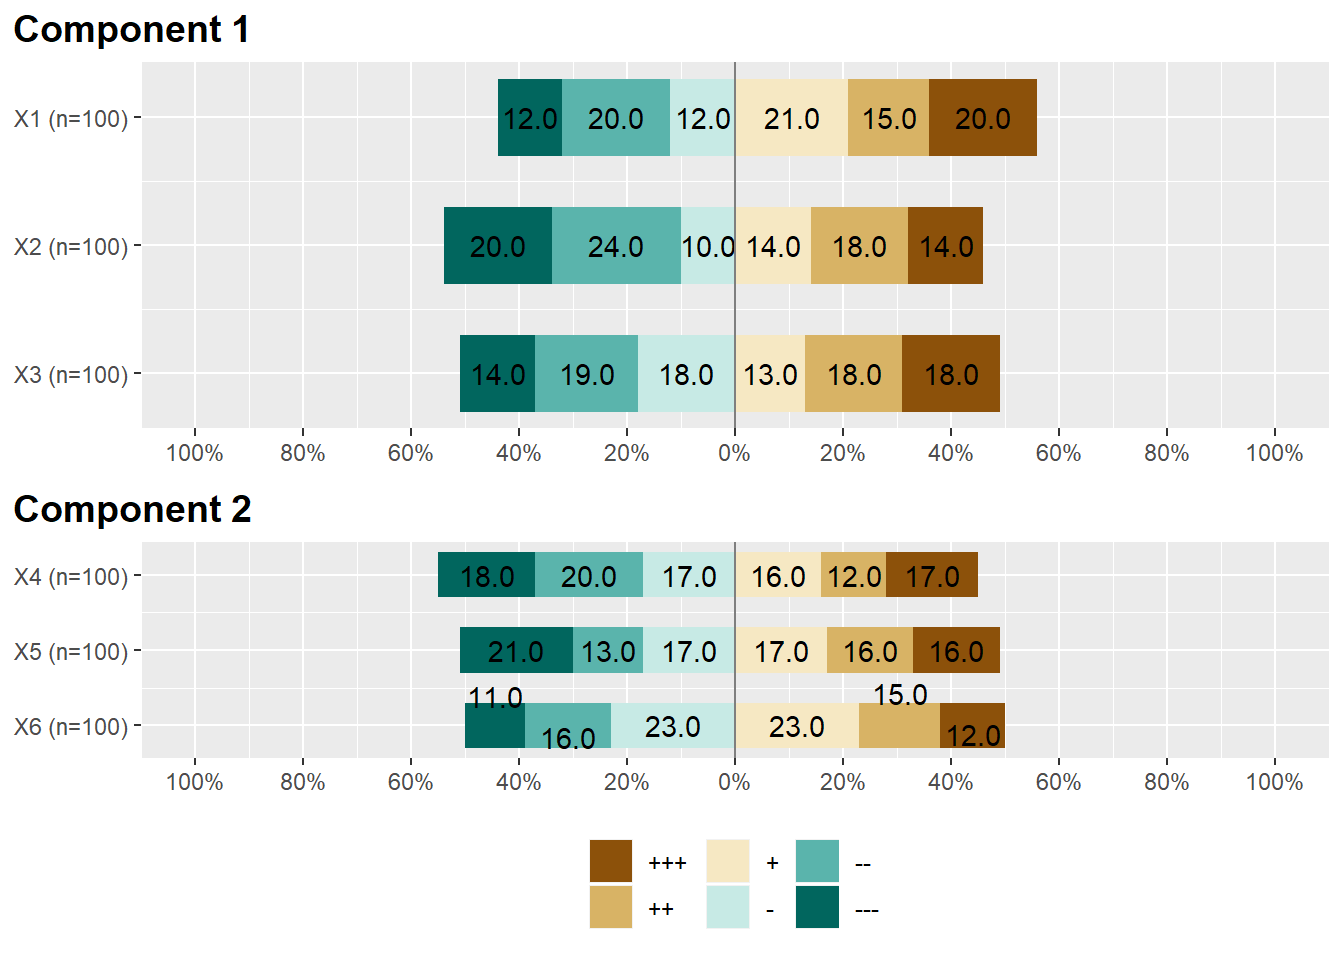 Component 1
X1 (n=100) 12.0 20.0 12.0 21.0 15.0 20.0
X2 (n=100) 20.0 24.0 10.0 14.0 18.0 14.0
X3 (n=100) 14.0 19.0 18.0 13.0 18.0 18.0
100% 80% 60% 40% 20% 0% 20% 40% 60% 80% 100%
Component 2
X4 (n=100) 18.0 20.0 17.0 16.0 12.0 17.0
X5 (n=100) 21.0 13.0 17.0 17.0 16.0 16.0
X6 (n=100) 11.0 16.0 23.0 23.0 15.0 12.0
100% 80% 60% 40% 20% 0% 20% 40% 60% 80% 100%
+++ + --
++ - ---